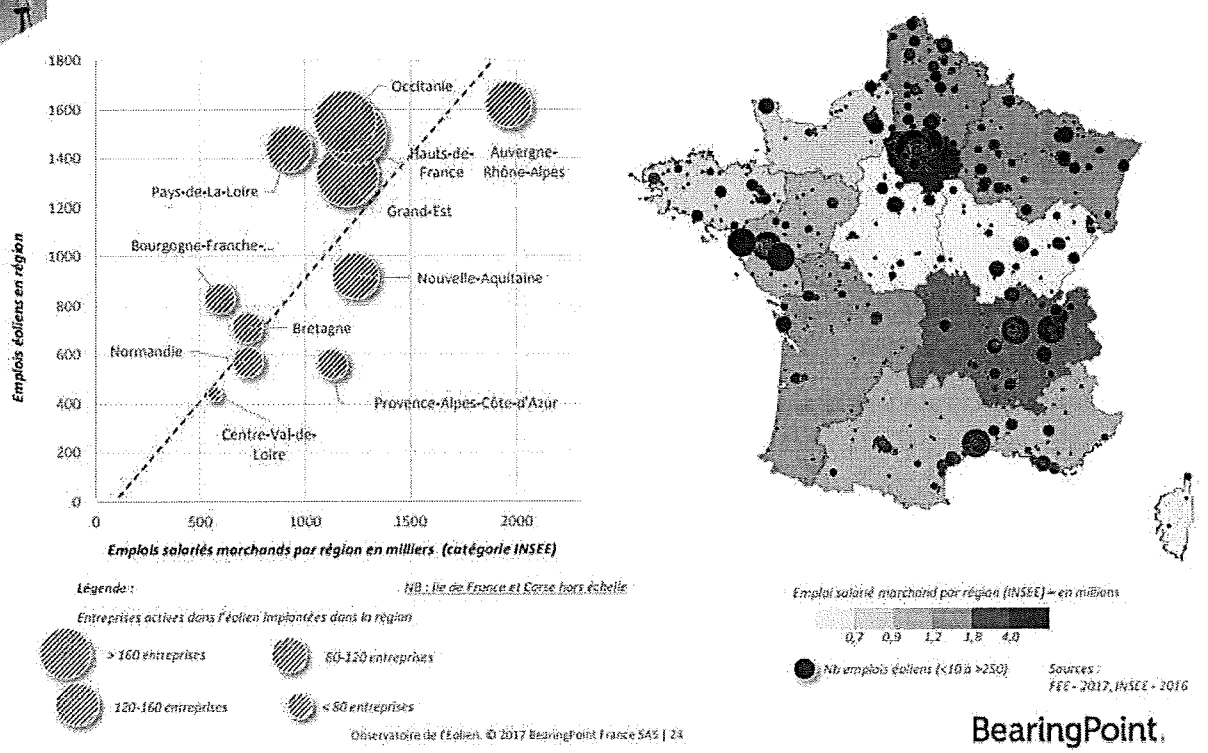 1800
1600
1400
1200
1000
800
600
400
200
0
Emplois éoliens en région
Occitanie
Hauts-de-
France
Auvergne-
Rhône-Alpes
Pays-de-La-Loire
Grand-Est
Bourgogne-Franche-...
Nouvelle-Aquitaine
Bretagne
Normandie
Provence-Alpes-Côte-d'Azur
Centre-Val-de-
Loire
0 500 1000 1500 2000
Emplois salariés marchands par région en milliers (catégorie INSEE)
Légende :
NB : Ile de France et Corse hors échelle
Entreprises actives dans l'éolien implantées dans la région
> 160 entreprises
80-120 entreprises
120-160 entreprises
< 80 entreprises
Observatoire de l'Eolien. © 2017 BearingPoint France SAS | 24
Emploi salarié marchand par région (INSEE) – en millions
0,7 0,9 1,2 1,8 4,0
Nb emplois éoliens (<10 à >250)
Sources :
FEE - 2017, INSEE - 2016
BearingPoint.